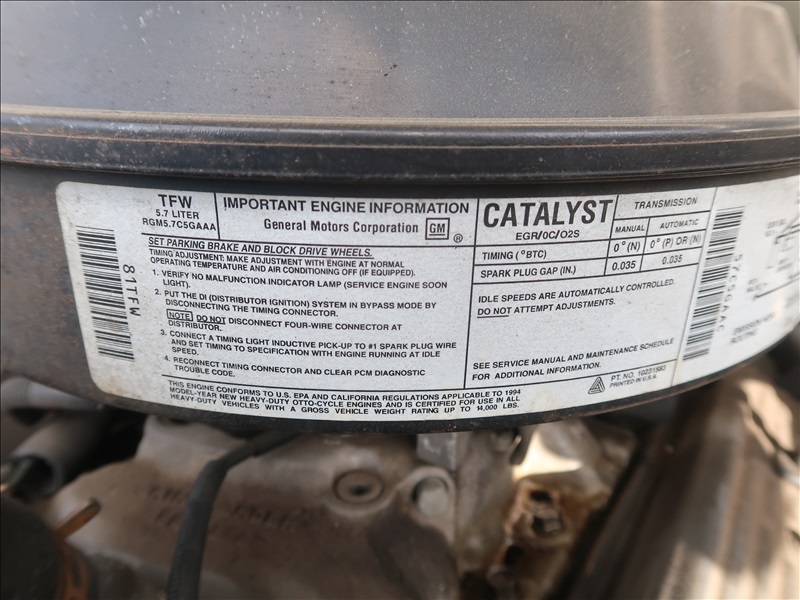 TFW
5.7 LITER
RGM5.7C5GAAA
IMPORTANT ENGINE INFORMATION
General Motors Corporation GM ®
SET PARKING BRAKE AND BLOCK DRIVE WHEELS.
TIMING ADJUSTMENT: MAKE ADJUSTMENT WITH ENGINE AT NORMAL
OPERATING TEMPERATURE AND AIR CONDITIONING OFF (IF EQUIPPED).
1. VERIFY NO MALFUNCTION INDICATOR LAMP (SERVICE ENGINE SOON
LIGHT).
2. PUT THE DI (DISTRIBUTOR IGNITION) SYSTEM IN BYPASS MODE BY
DISCONNECTING THE TIMING CONNECTOR.
NOTE DO NOT DISCONNECT FOUR-WIRE CONNECTOR AT
DISTRIBUTOR.
3. CONNECT A TIMING LIGHT INDUCTIVE PICK-UP TO #1 SPARK PLUG WIRE
AND SET TIMING TO SPECIFICATION WITH ENGINE RUNNING AT IDLE
SPEED.
4. RECONNECT TIMING CONNECTOR AND CLEAR PCM DIAGNOSTIC
TROUBLE CODE.
THIS ENGINE CONFORMS TO U.S. EPA AND CALIFORNIA REGULATIONS APPLICABLE TO 1994
MODEL-YEAR NEW HEAVY-DUTY OTTO-CYCLE ENGINES AND IS CERTIFIED FOR USE IN ALL
HEAVY-DUTY VEHICLES WITH A GROSS VEHICLE WEIGHT RATING UP TO 14,000 LBS.
81TFW
CATALYST
EGR/OC/O2S
TRANSMISSION
MANUAL AUTOMATIC
TIMING (°BTC) 0°(N) 0°(P) OR (N)
SPARK PLUG GAP (IN.) 0.035 0.035
IDLE SPEEDS ARE AUTOMATICALLY CONTROLLED.
DO NOT ATTEMPT ADJUSTMENTS.
SEE SERVICE MANUAL AND MAINTENANCE SCHEDULE
FOR ADDITIONAL INFORMATION.
PT. NO. 10231583
PRINTED IN U.S.A.